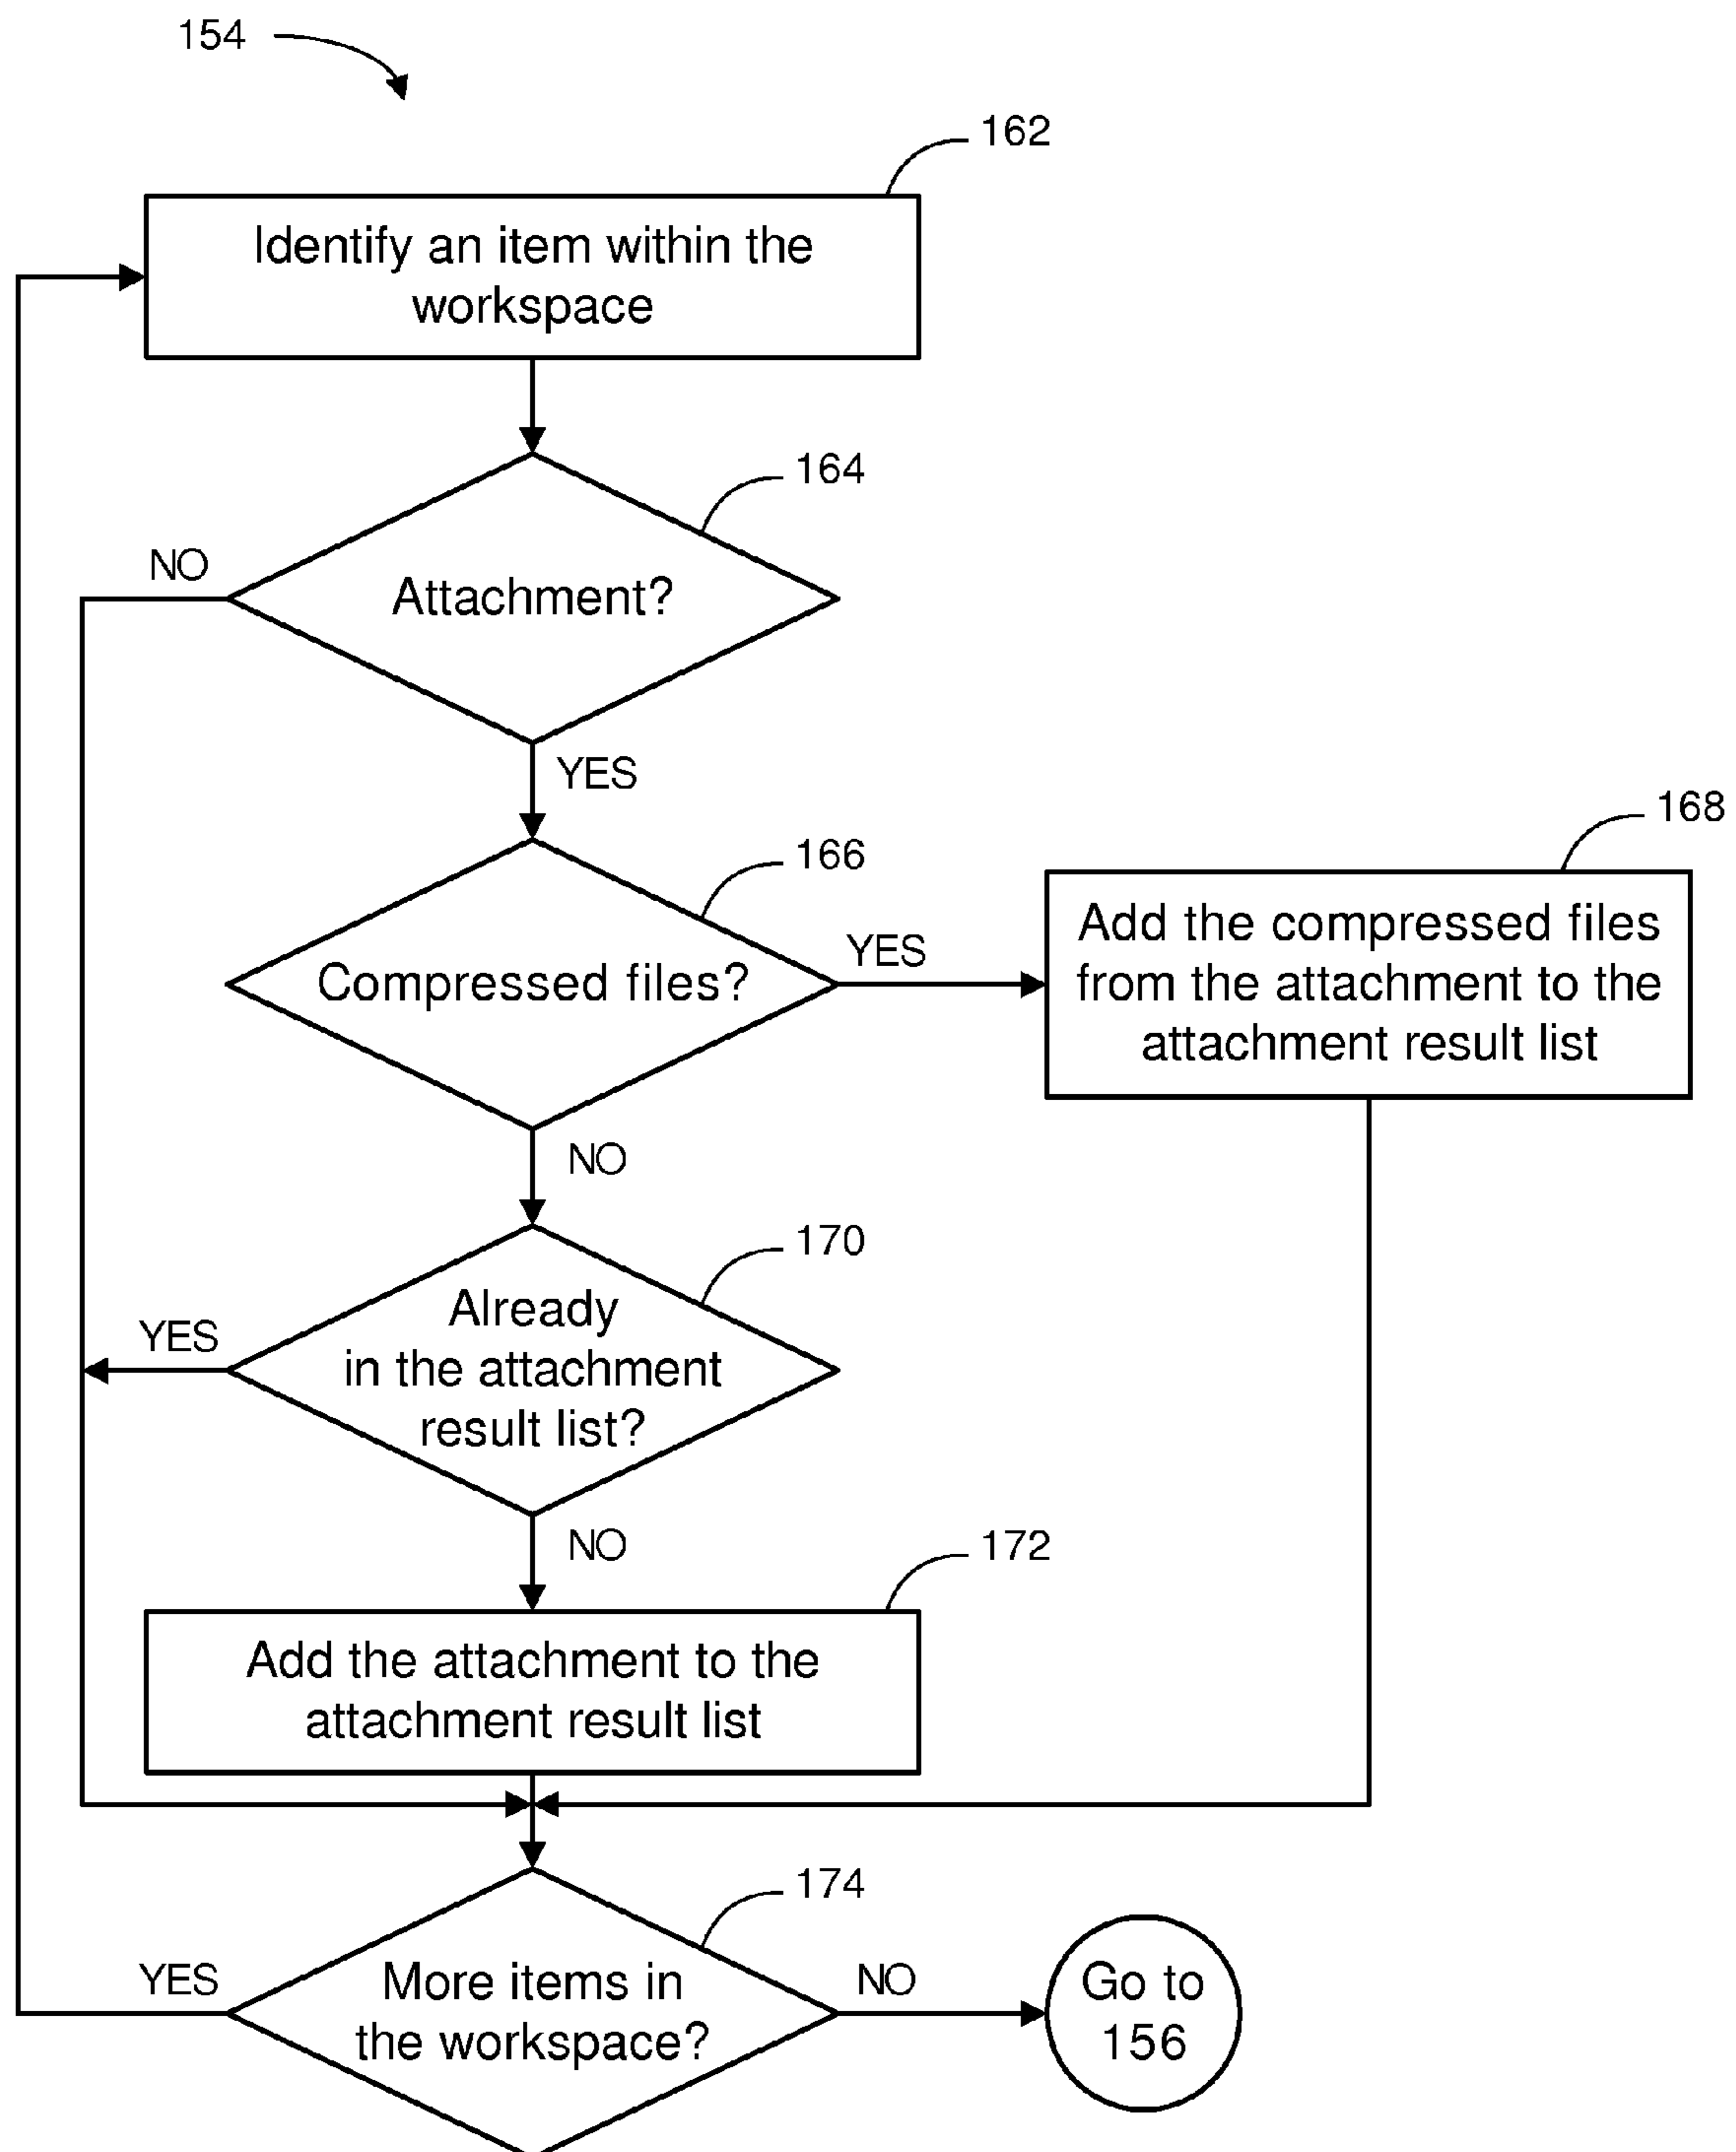 154
162
Identify an item within the
workspace
164
NO
Attachment?
YES
168
166
Add the compressed files
from the attachment to the
attachment result list
YES
Compressed files?
NO
170
Already
in the attachment
result list?
YES
NO
172
Add the attachment to the
attachment result list
174
YES
More items in
the workspace?
NO
Go to
156